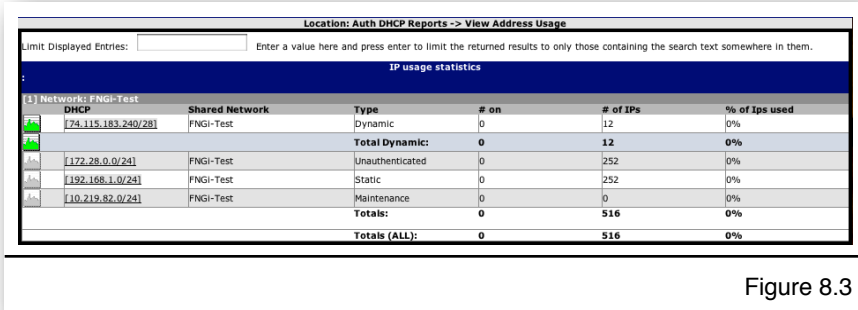 Location: Auth DHCP Reports -> View Address Usage
Limit Displayed Entries: Enter a value here and press enter to limit the returned results to only those containing the search text somewhere in them.
IP usage statistics
:
[1] Network: FNGi-Test
DHCP Shared Network Type # on # of IPs % of Ips used
[74.115.183.240/28] FNGi-Test Dynamic 0 12 0%
Total Dynamic: 0 12 0%
[172.28.0.0/24] FNGi-Test Unauthenticated 0 252 0%
[192.168.1.0/24] FNGi-Test Static 0 252 0%
[10.219.82.0/24] FNGi-Test Maintenance 0 0 0%
Totals: 0 516 0%
Totals (ALL): 0 516 0%
Figure 8.3